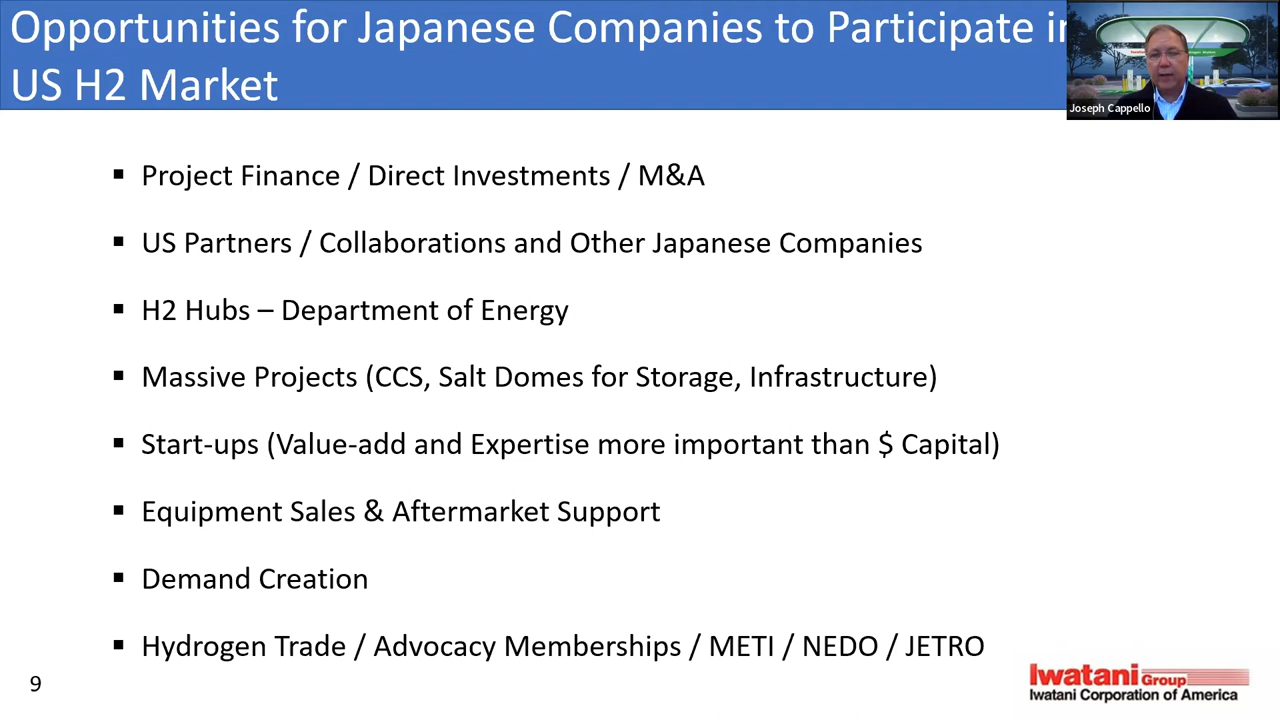 Opportunities for Japanese Companies to Participate in
US H2 Market
Joseph Cappello
▪ Project Finance / Direct Investments / M&A
▪ US Partners / Collaborations and Other Japanese Companies
▪ H2 Hubs – Department of Energy
▪ Massive Projects (CCS, Salt Domes for Storage, Infrastructure)
▪ Start-ups (Value-add and Expertise more important than $ Capital)
▪ Equipment Sales & Aftermarket Support
▪ Demand Creation
▪ Hydrogen Trade / Advocacy Memberships / METI / NEDO / JETRO
9
Iwatani Group
Iwatani Corporation of America